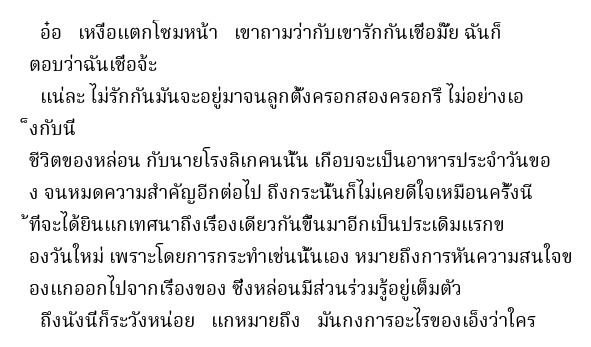 อ๋อ เหงื่อแตกโซมหน้า เขาถามว่ากับเขารักกันเชื่อมั้ย ฉันก็
ตอบว่าฉันเชื่อจ้ะ
แน่ละ ไม่รักกันมันจะอยู่มาจนลูกตั้งครอกสองครอกรึ ไม่อย่างเอ
็งกับนี
ชีวิตของหล่อน กับนายโรงลิเกคนนั้น เกือบจะเป็นอาหารประจำวันขอ
ง จนหมดความสำคัญอีกต่อไป ถึงกระนั้นก็ไม่เคยดีใจเหมือนครั้งนี
้ที่จะได้ยินแกเทศนาถึงเรื่องเดียวกันขึ้นมาอีกเป็นประเดิมแรกข
องวันใหม่ เพราะโดยการกระทำเช่นนั้นเอง หมายถึงการหันความสนใจข
องแกออกไปจากเรื่องของ ซึ่งหล่อนมีส่วนร่วมรู้อยู่เต็มตัว
ถึงนังนี่ก็ระวังหน่อย แกหมายถึง มันกงการอะไรของเอ็งว่าใคร